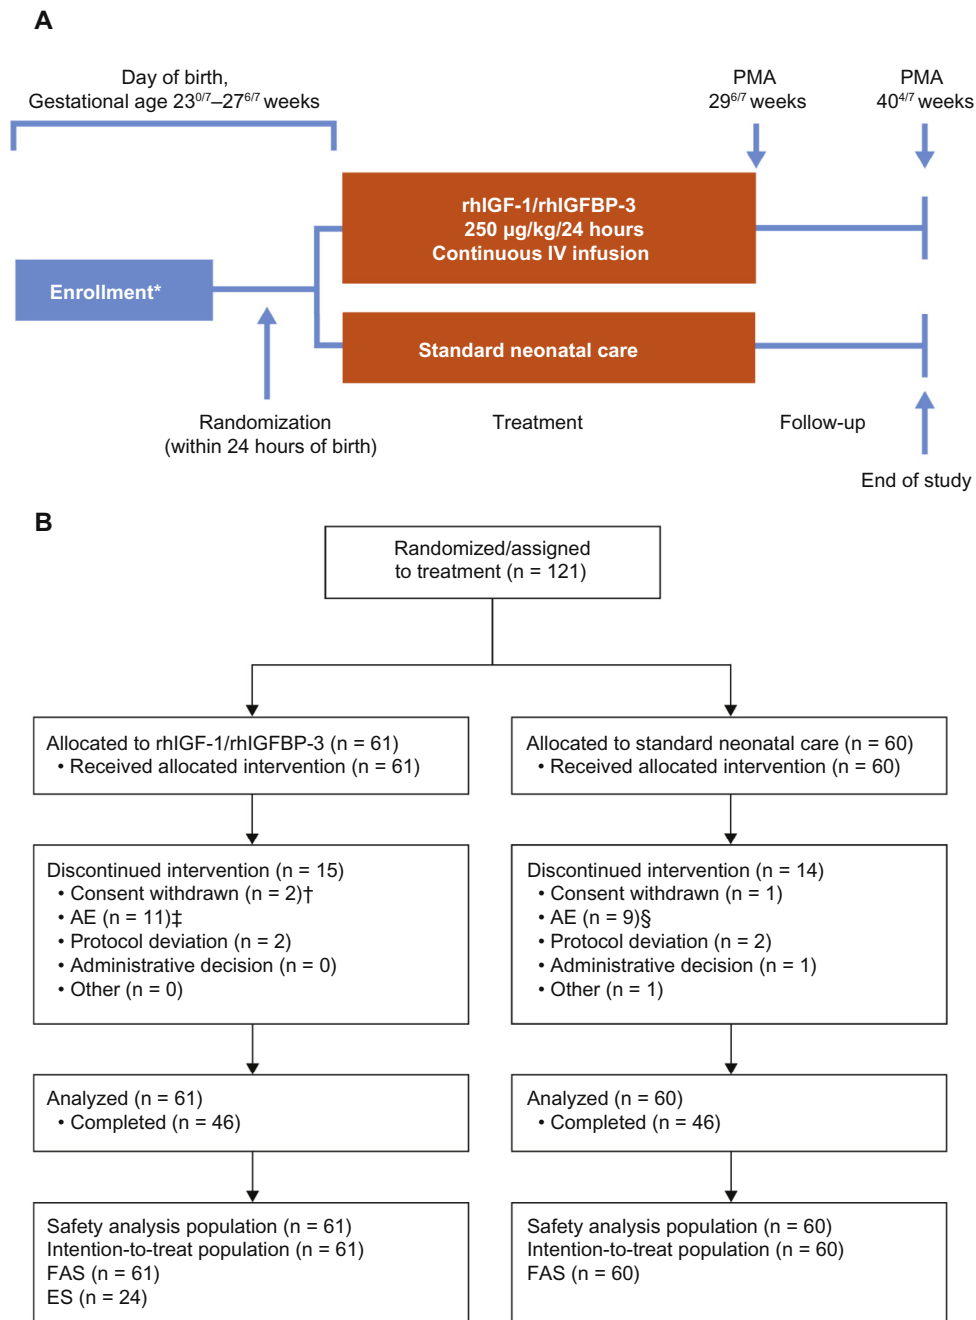 A
Day of birth,
Gestational age 23^0/7–27^6/7 weeks
PMA
29^6/7 weeks
PMA
40^4/7 weeks
rhIGF-1/rhIGFBP-3
250 µg/kg/24 hours
Continuous IV infusion
Enrollment*
Standard neonatal care
Randomization
(within 24 hours of birth)
Treatment
Follow-up
End of study
B
Randomized/assigned
to treatment (n = 121)
Allocated to rhIGF-1/rhIGFBP-3 (n = 61)
• Received allocated intervention (n = 61)
Allocated to standard neonatal care (n = 60)
• Received allocated intervention (n = 60)
Discontinued intervention (n = 15)
• Consent withdrawn (n = 2)†
• AE (n = 11)‡
• Protocol deviation (n = 2)
• Administrative decision (n = 0)
• Other (n = 0)
Discontinued intervention (n = 14)
• Consent withdrawn (n = 1)
• AE (n = 9)§
• Protocol deviation (n = 2)
• Administrative decision (n = 1)
• Other (n = 1)
Analyzed (n = 61)
• Completed (n = 46)
Analyzed (n = 60)
• Completed (n = 46)
Safety analysis population (n = 61)
Intention-to-treat population (n = 61)
FAS (n = 61)
ES (n = 24)
Safety analysis population (n = 60)
Intention-to-treat population (n = 60)
FAS (n = 60)